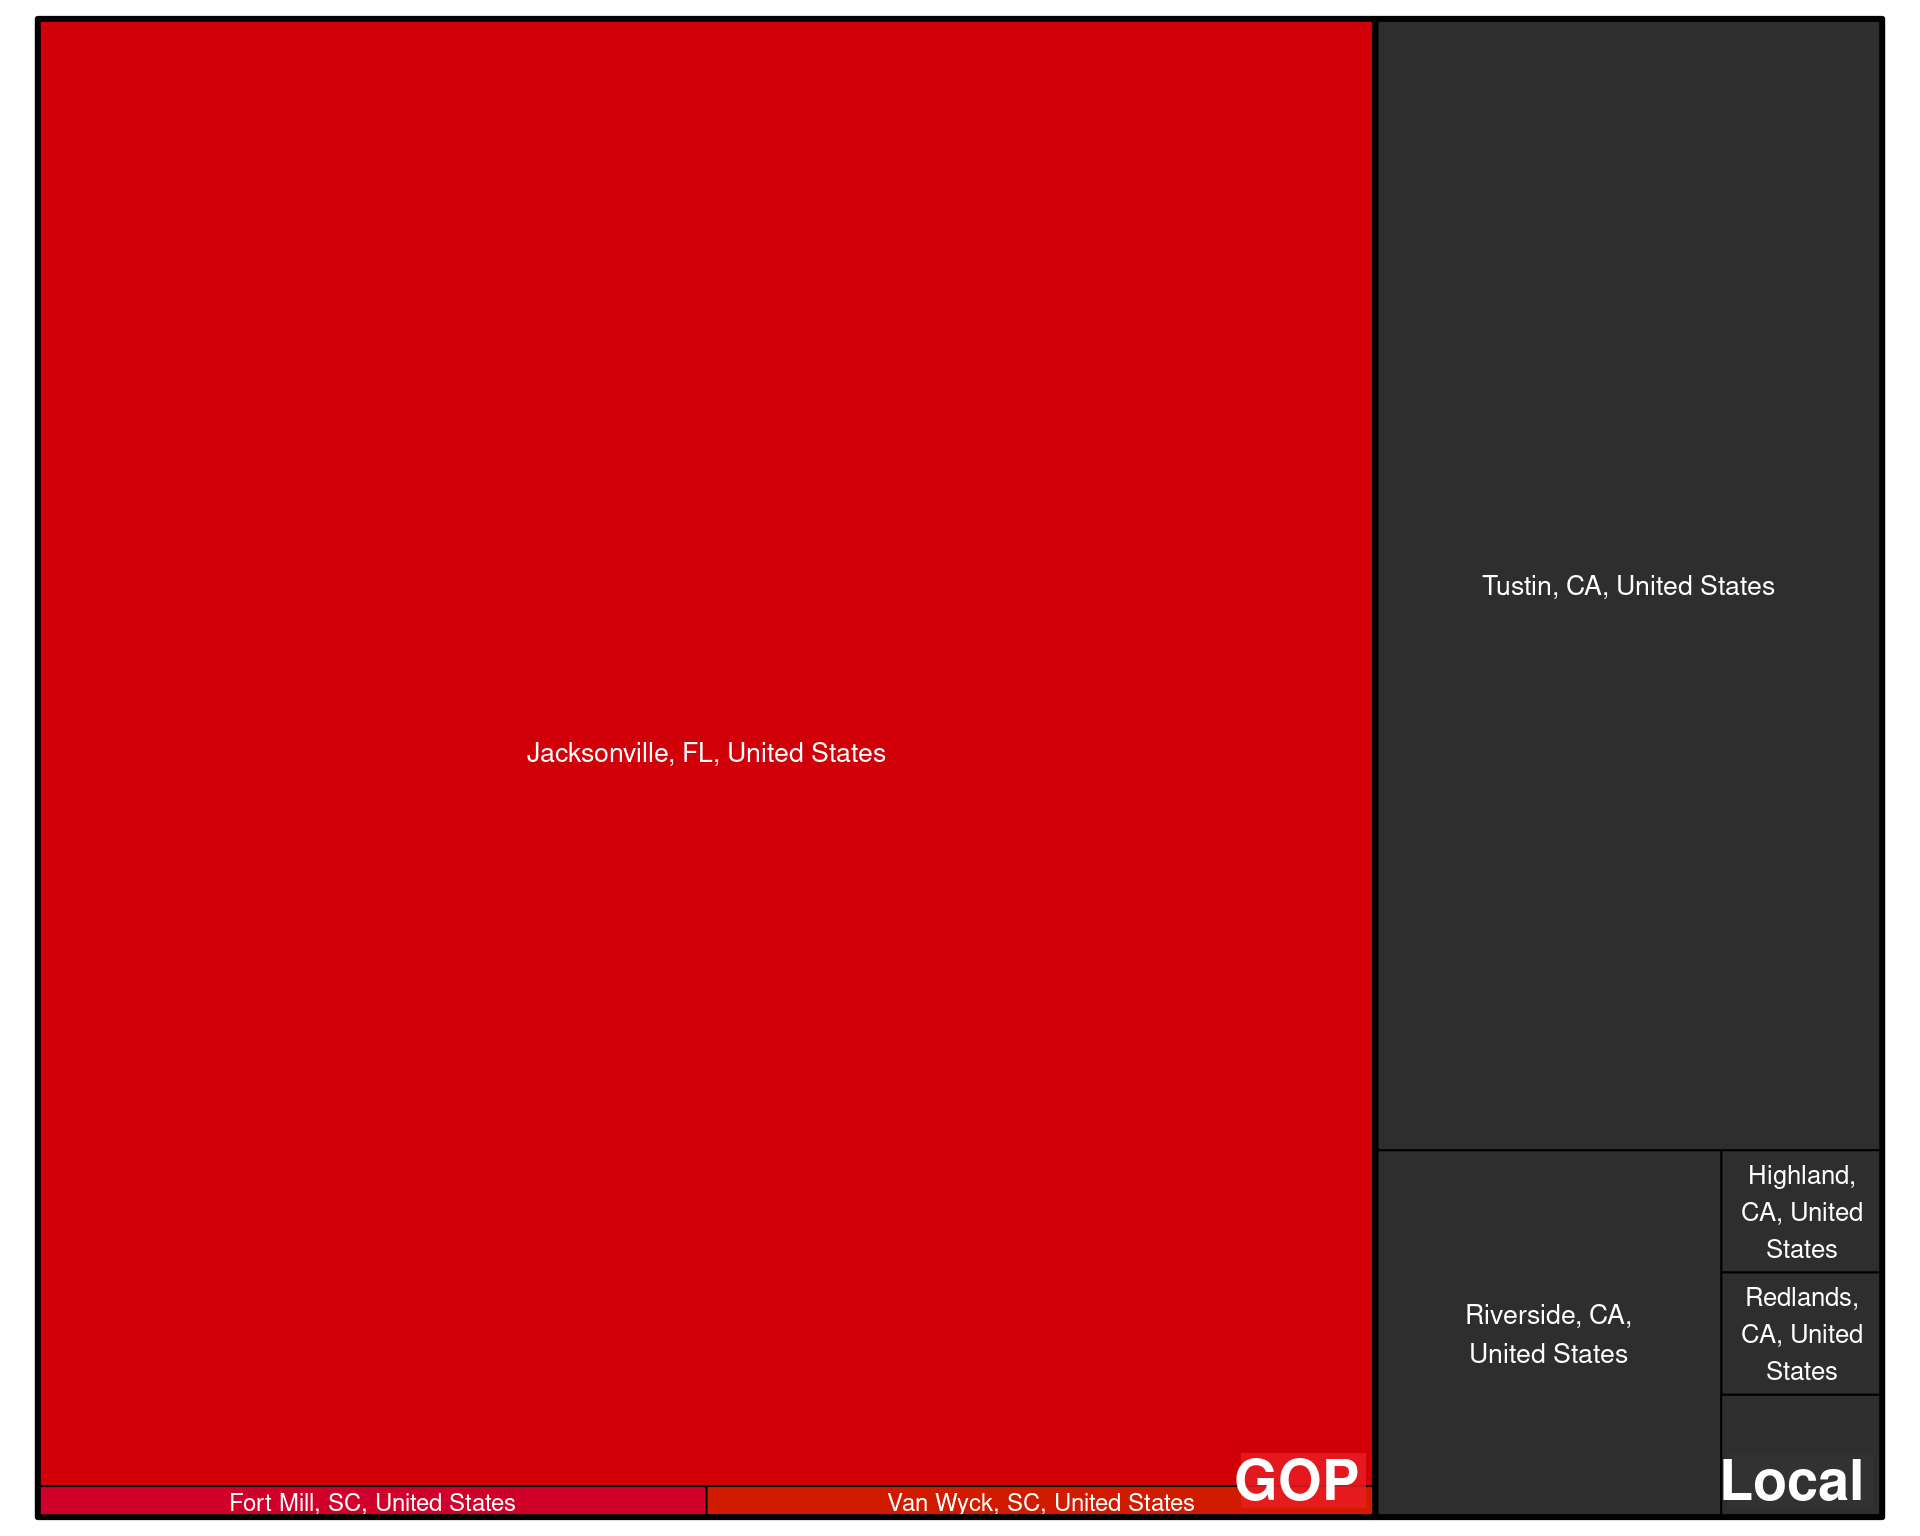 Jacksonville, FL, United States
Fort Mill, SC, United States
Van Wyck, SC, United States
GOP
Tustin, CA, United States
Riverside, CA,
United States
Highland,
CA, United
States
Redlands,
CA, United
States
Local